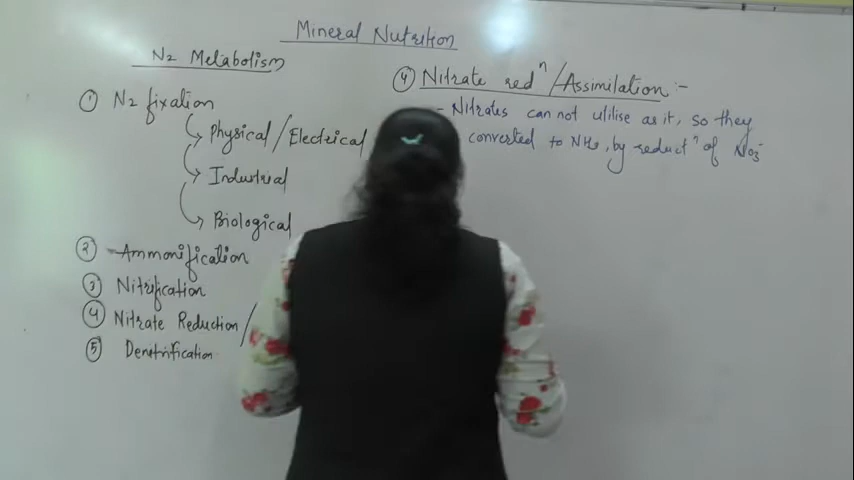 Mineral Nutrition
N2 Metabolism
① N2 fixation
Physical/Electrical
Industrial
Biological
② Ammonification
③ Nitrification
④ Nitrate Reduction/
⑤ Denitrification
④ Nitrate redⁿ/Assimilation :-
- Nitrates can not utilise as it, so they
converted to NH3, by reductⁿ of NO3⁻